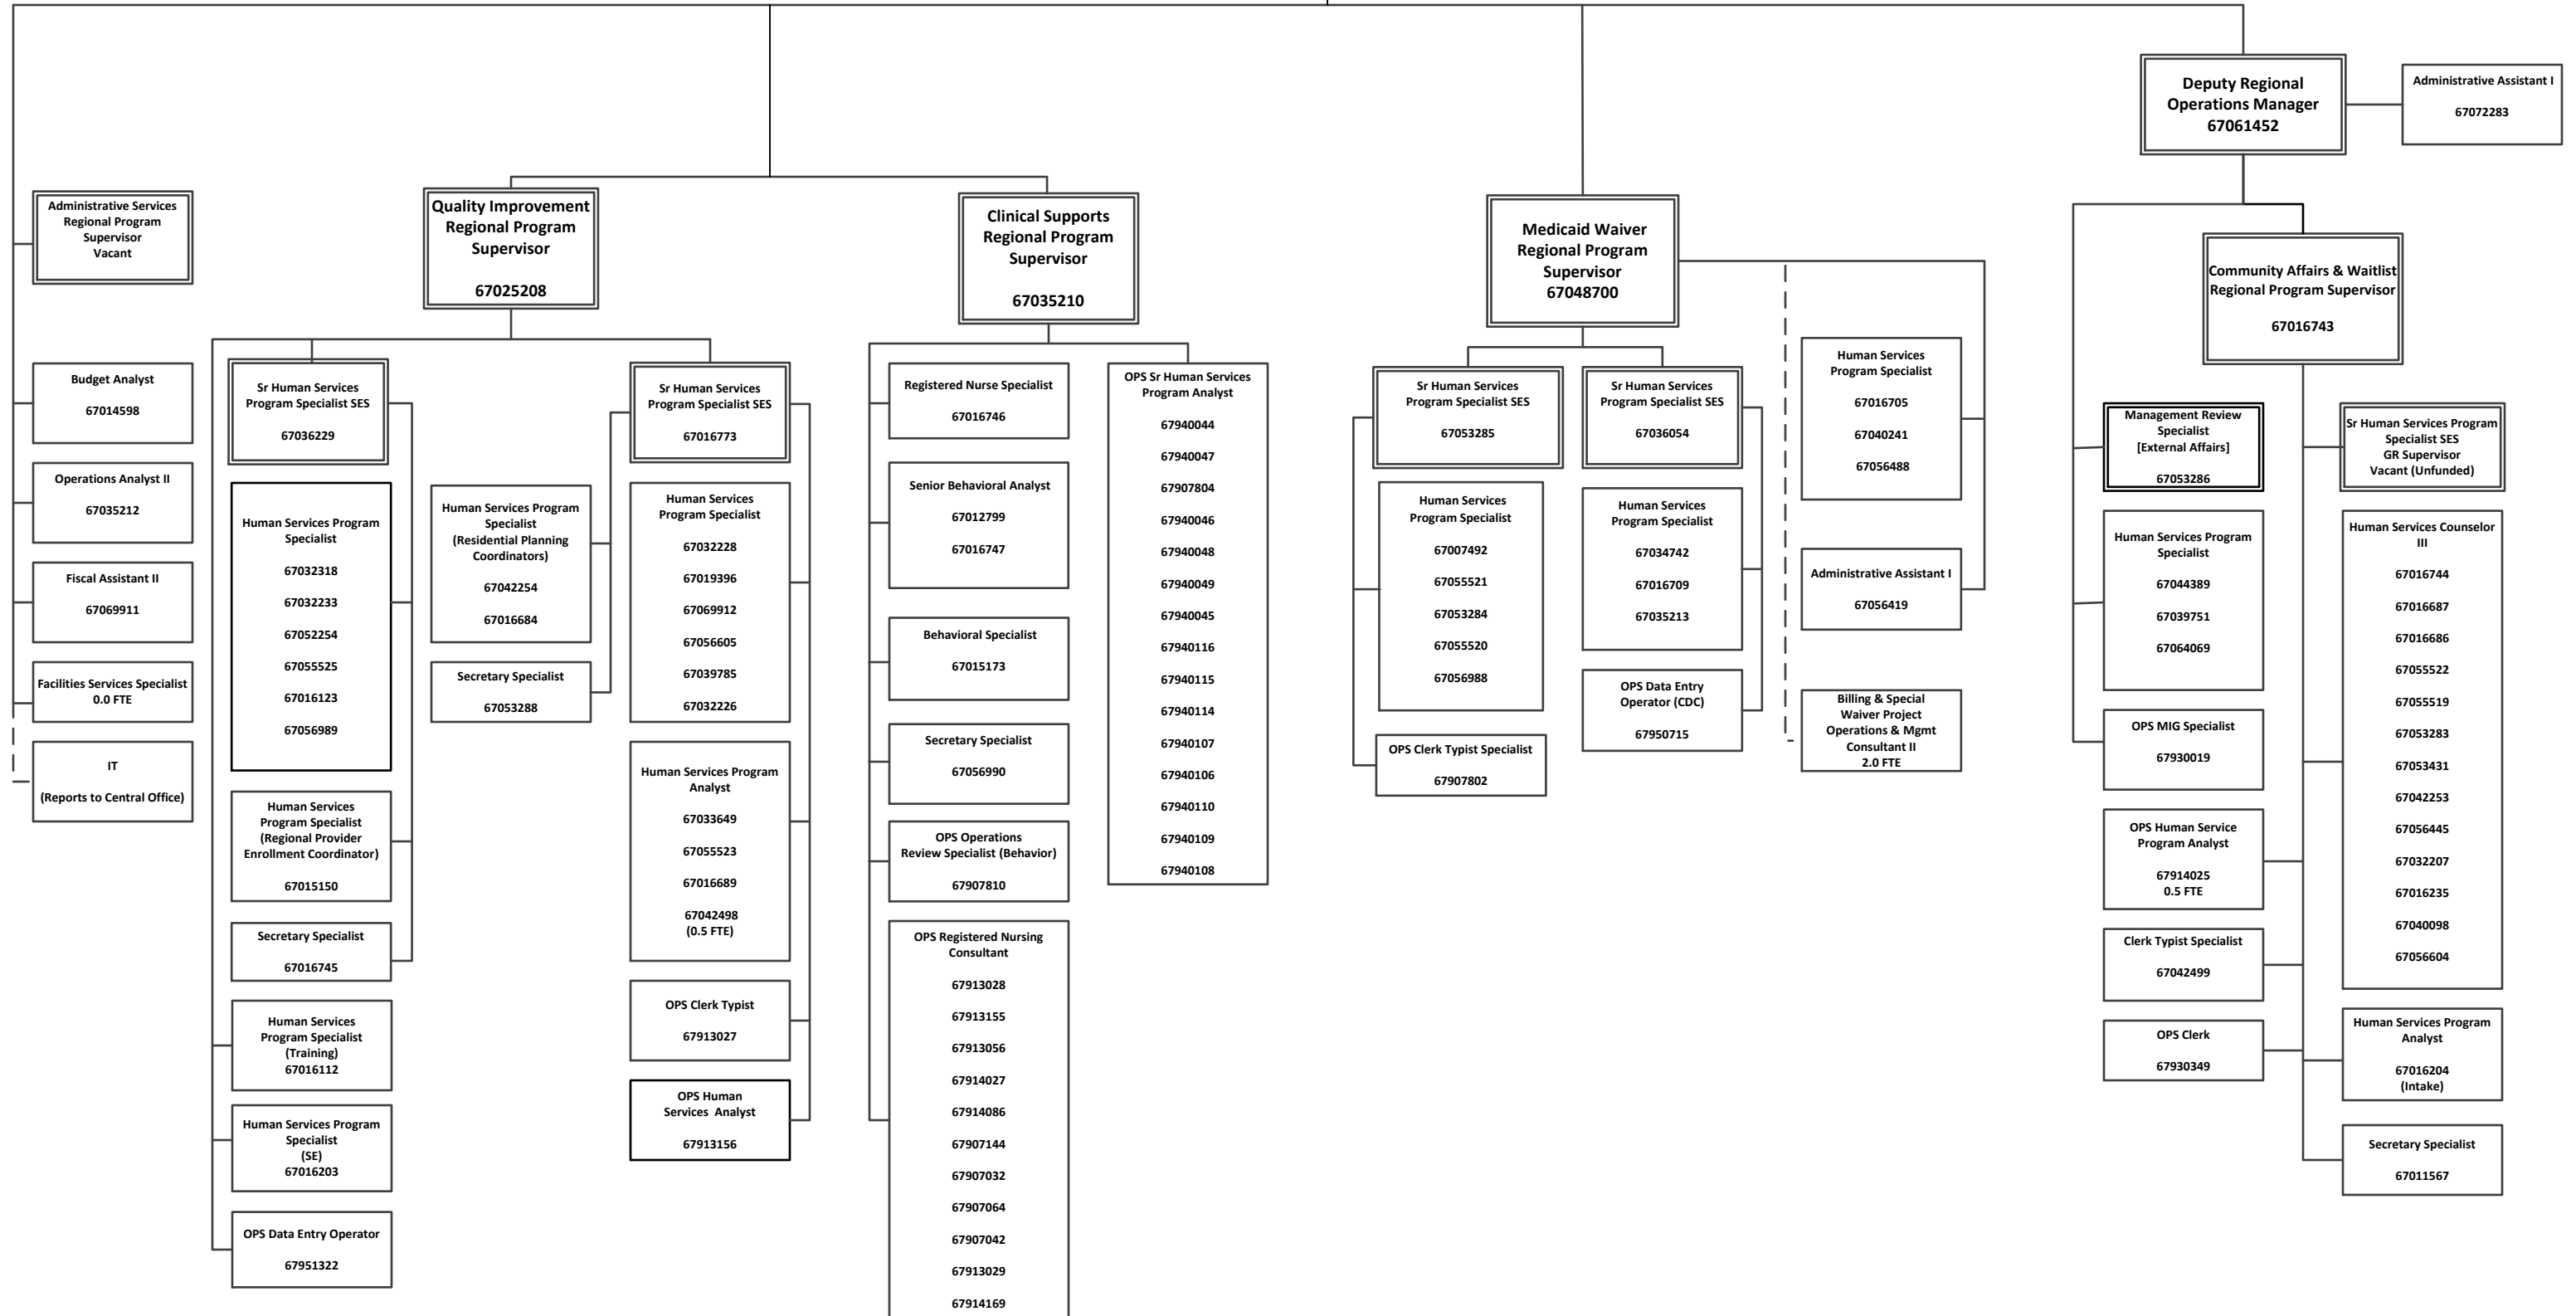 Deputy Regional
Operations Manager
67061452
Administrative Assistant I
67072283
Administrative Services
Regional Program
Supervisor
Vacant
Budget Analyst
67014598
Operations Analyst II
67035212
Fiscal Assistant II
67069911
Facilities Services Specialist
0.0 FTE
IT
(Reports to Central Office)
Quality Improvement
Regional Program
Supervisor
67025208
Sr Human Services
Program Specialist SES
67036229
Human Services Program
Specialist
67032318
67032233
67052254
67055525
67016123
67056989
Human Services
Program Specialist
(Regional Provider
Enrollment Coordinator)
67015150
Secretary Specialist
67016745
Human Services
Program Specialist
(Training)
67016112
Human Services Program
Specialist
(SE)
67016203
OPS Data Entry Operator
67951322
Human Services Program
Specialist
(Residential Planning
Coordinators)
67042254
67016684
Secretary Specialist
67053288
Sr Human Services
Program Specialist SES
67016773
Human Services
Program Specialist
67032228
67019396
67069912
67056605
67039785
67032226
Human Services Program
Analyst
67033649
67055523
67016689
67042498
(0.5 FTE)
OPS Clerk Typist
67913027
OPS Human
Services Analyst
67913156
Clinical Supports
Regional Program
Supervisor
67035210
Registered Nurse Specialist
67016746
Senior Behavioral Analyst
67012799
67016747
Behavioral Specialist
67015173
Secretary Specialist
67056990
OPS Operations
Review Specialist (Behavior)
67907810
OPS Registered Nursing
Consultant
67913028
67913155
67913056
67914027
67914086
67907144
67907032
67907064
67907042
67913029
67914169
OPS Sr Human Services
Program Analyst
67940044
67940047
67907804
67940046
67940048
67940049
67940045
67940116
67940115
67940114
67940107
67940106
67940110
67940109
67940108
Medicaid Waiver
Regional Program
Supervisor
67048700
Sr Human Services
Program Specialist SES
67053285
Human Services
Program Specialist
67007492
67055521
67053284
67055520
67056988
OPS Clerk Typist Specialist
67907802
Sr Human Services
Program Specialist SES
67036054
Human Services
Program Specialist
67034742
67016709
67035213
OPS Data Entry
Operator (CDC)
67950715
Human Services
Program Specialist
67016705
67040241
67056488
Administrative Assistant I
67056419
Billing & Special
Waiver Project
Operations & Mgmt
Consultant II
2.0 FTE
Community Affairs & Waitlist
Regional Program Supervisor
67016743
Management Review
Specialist
[External Affairs]
67053286
Human Services Program
Specialist
67044389
67039751
67064069
OPS MIG Specialist
67930019
OPS Human Service
Program Analyst
67914025
0.5 FTE
Clerk Typist Specialist
67042499
OPS Clerk
67930349
Sr Human Services Program
Specialist SES
GR Supervisor
Vacant (Unfunded)
Human Services Counselor
III
67016744
67016687
67016686
67055522
67055519
67053283
67053431
67042253
67056445
67032207
67016235
67040098
67056604
Human Services Program
Analyst
67016204
(Intake)
Secretary Specialist
67011567